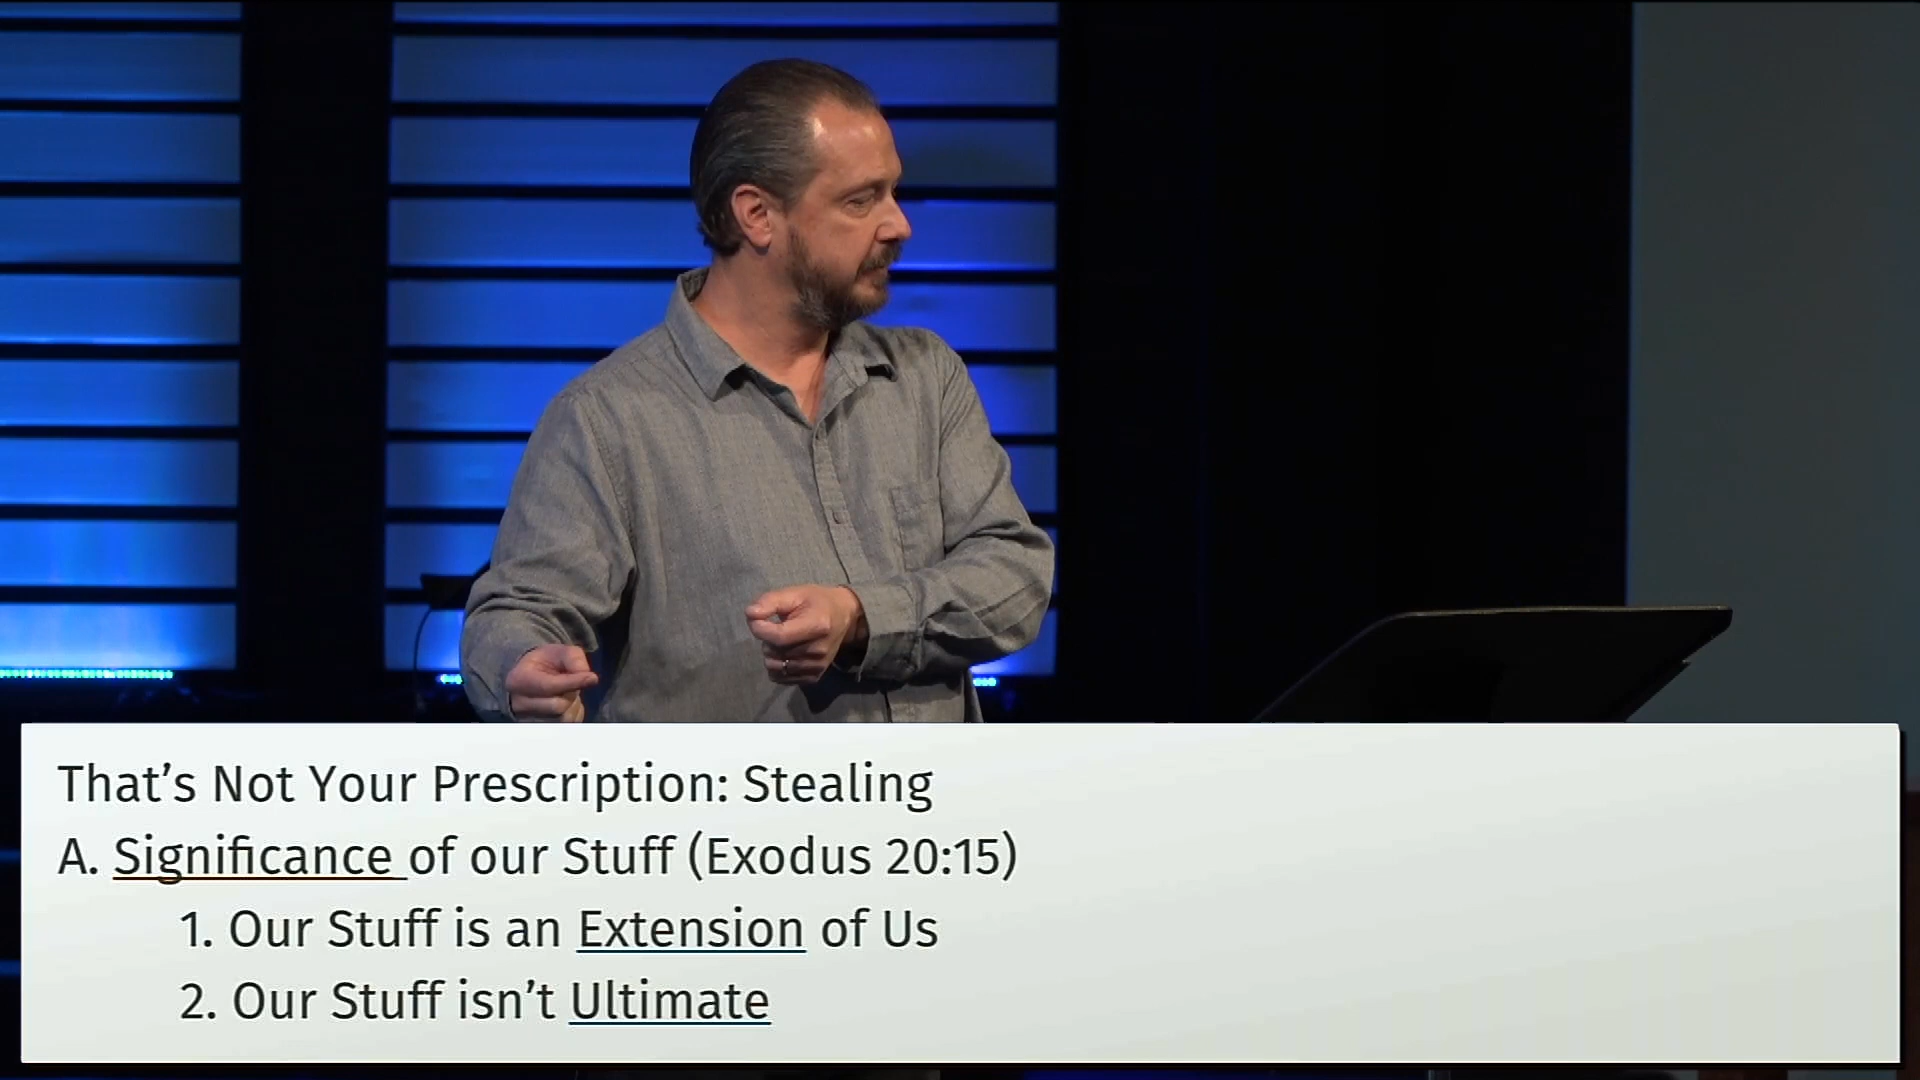 That’s Not Your Prescription: Stealing
A. Significance of our Stuff (Exodus 20:15)
1. Our Stuff is an Extension of Us
2. Our Stuff isn’t Ultimate